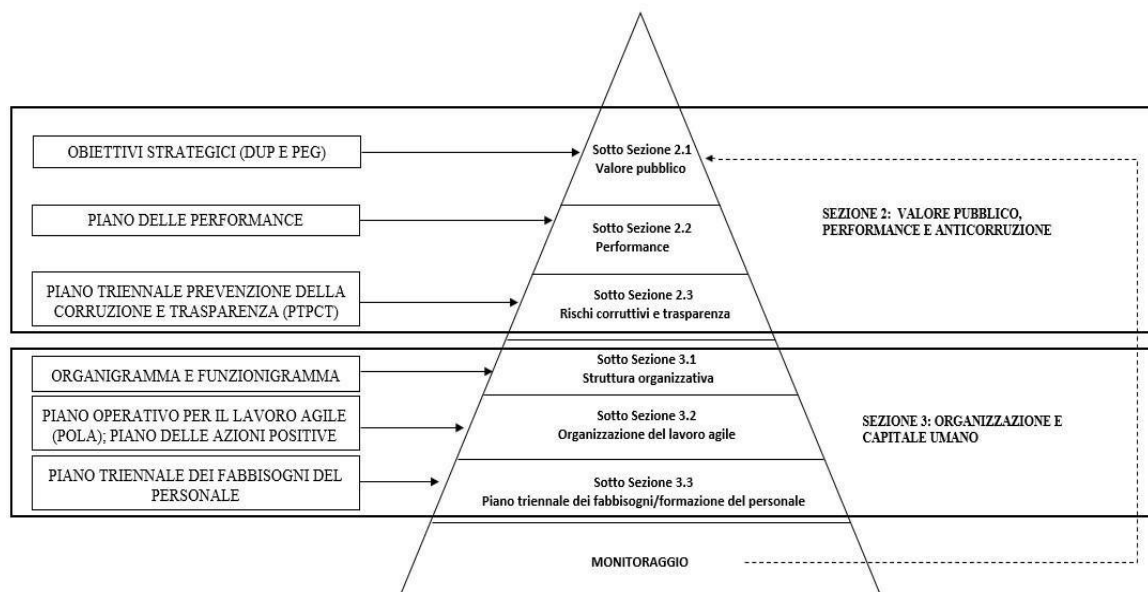 OBIETTIVI STRATEGICI (DUP E PEG)
Sotto Sezione 2.1
Valore pubblico
PIANO DELLE PERFORMANCE
Sotto Sezione 2.2
Performance
SEZIONE 2: VALORE PUBBLICO,
PERFORMANCE E ANTICORRUZIONE
PIANO TRIENNALE PREVENZIONE DELLA
CORRUZIONE E TRASPARENZA (PTPCT)
Sotto Sezione 2.3
Rischi corruttivi e trasparenza
ORGANIGRAMMA E FUNZIONIGRAMMA
Sotto Sezione 3.1
Struttura organizzativa
PIANO OPERATIVO PER IL LAVORO AGILE
(POLA); PIANO DELLE AZIONI POSITIVE
Sotto Sezione 3.2
Organizzazione del lavoro agile
SEZIONE 3: ORGANIZZAZIONE E
CAPITALE UMANO
PIANO TRIENNALE DEI FABBISOGNI DEL
PERSONALE
Sotto Sezione 3.3
Piano triennale dei fabbisogni/formazione del personale
MONITORAGGIO